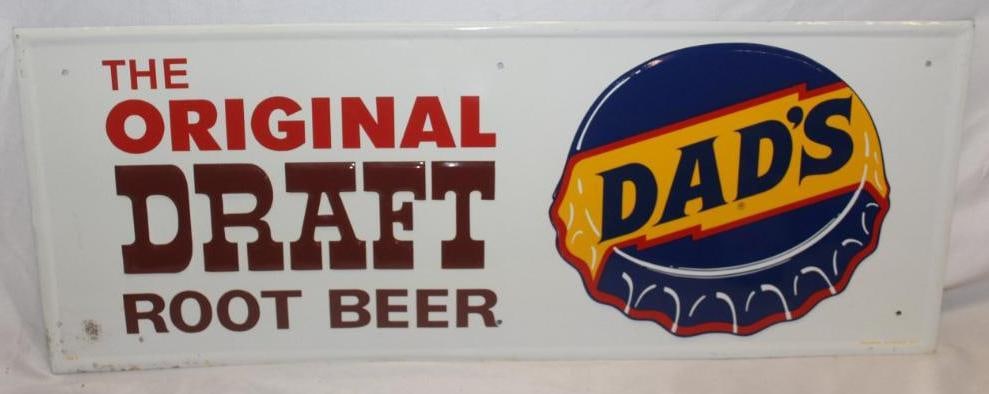 THE
ORIGINAL
DRAFT
ROOT BEER
DAD'S
®